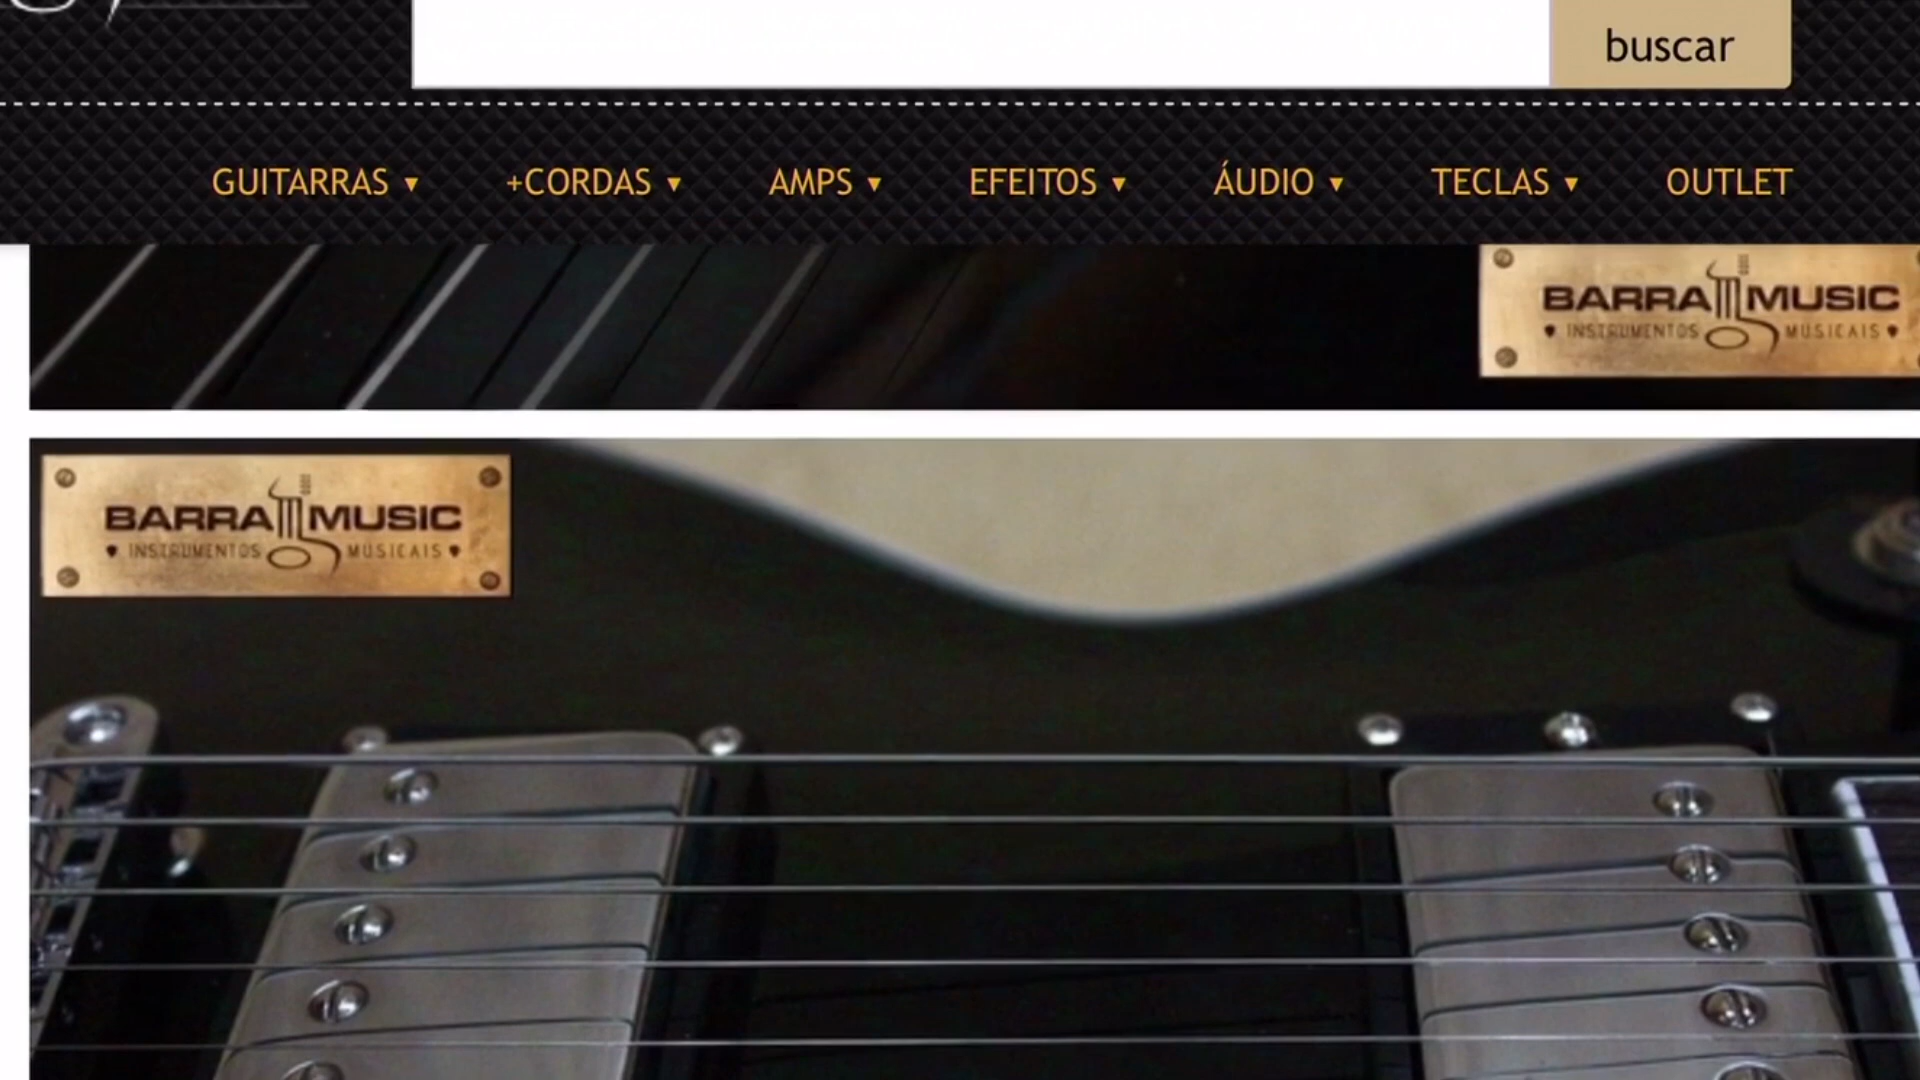 buscar
GUITARRAS ▼ +CORDAS ▼ AMPS ▼ EFEITOS ▼ ÁUDIO ▼ TECLAS ▼ OUTLET
BARRA MUSIC
INSTRUMENTOS MUSICAIS
BARRA MUSIC
INSTRUMENTOS MUSICAIS